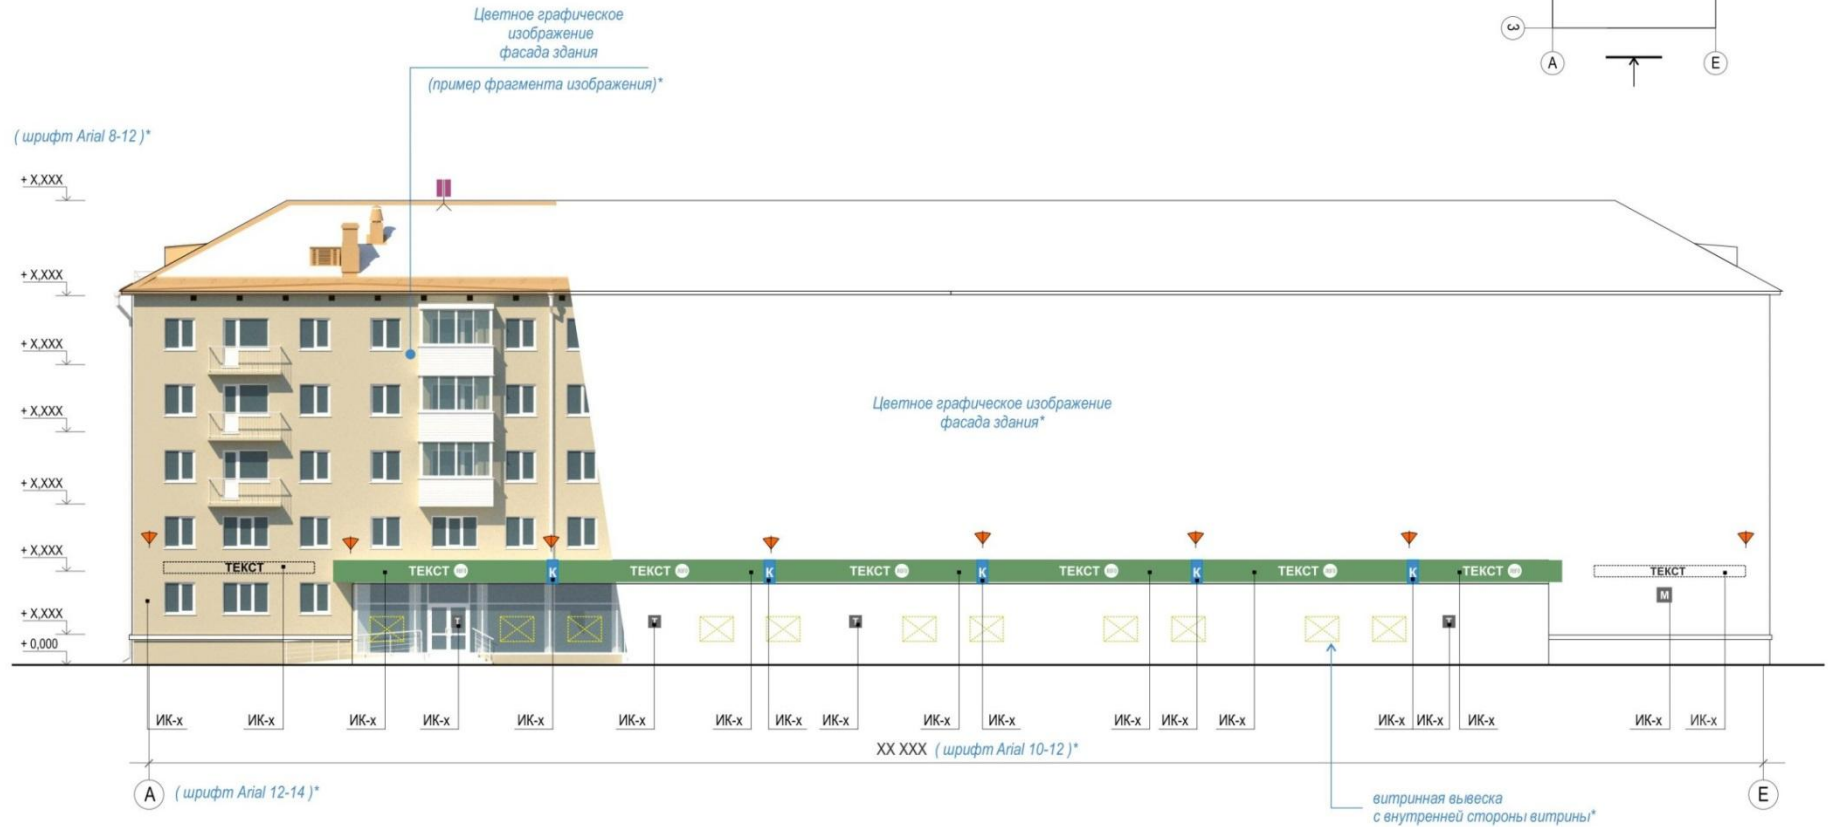 Цветное графическое
изображение
фасада здания
(пример фрагмента изображения)*
3
А
Е
( шрифт Arial 8-12 )*
+ X,XXX
+ X,XXX
+ X,XXX
+ X,XXX
+ X,XXX
+ X,XXX
+ X,XXX
+ 0,000
Цветное графическое изображение
фасада здания*
ТЕКСТ
ТЕКСТ К ТЕКСТ К ТЕКСТ К ТЕКСТ К ТЕКСТ К ТЕКСТ
ТЕКСТ
М
Т Т Т Т
ИК-х ИК-х ИК-х ИК-х ИК-х ИК-х ИК-х ИК-х ИК-х ИК-х ИК-х ИК-х ИК-х ИК-х ИК-х ИК-х ИК-х ИК-х ИК-х
XX XXX ( шрифт Arial 10-12 )*
А ( шрифт Arial 12-14 )*
Е
витринная вывеска
с внутренней стороны витрины*